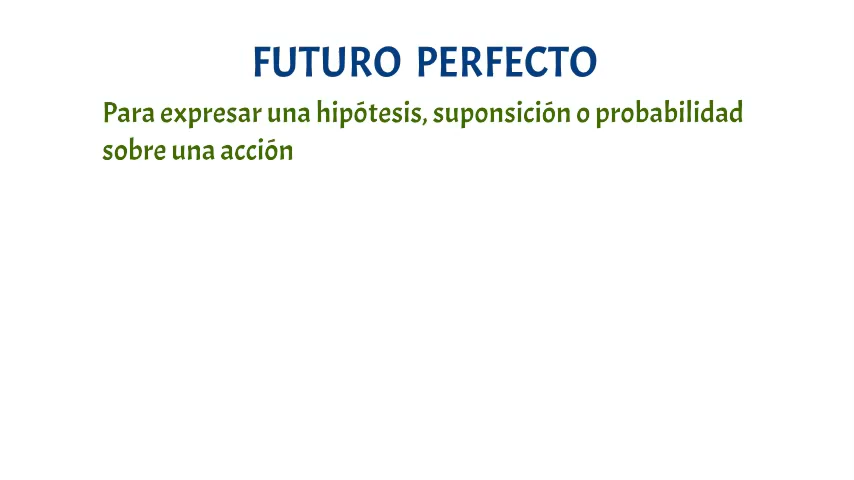 FUTURO PERFECTO
Para expresar una hipótesis, suponsición o probabilidad
sobre una acción